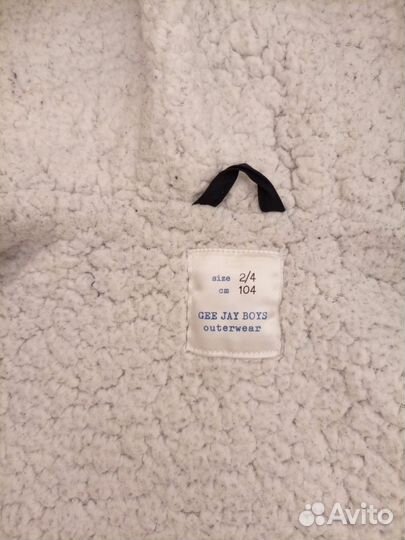 size 2/4
cm 104
GEE JAY BOYS
outerwear
Avito